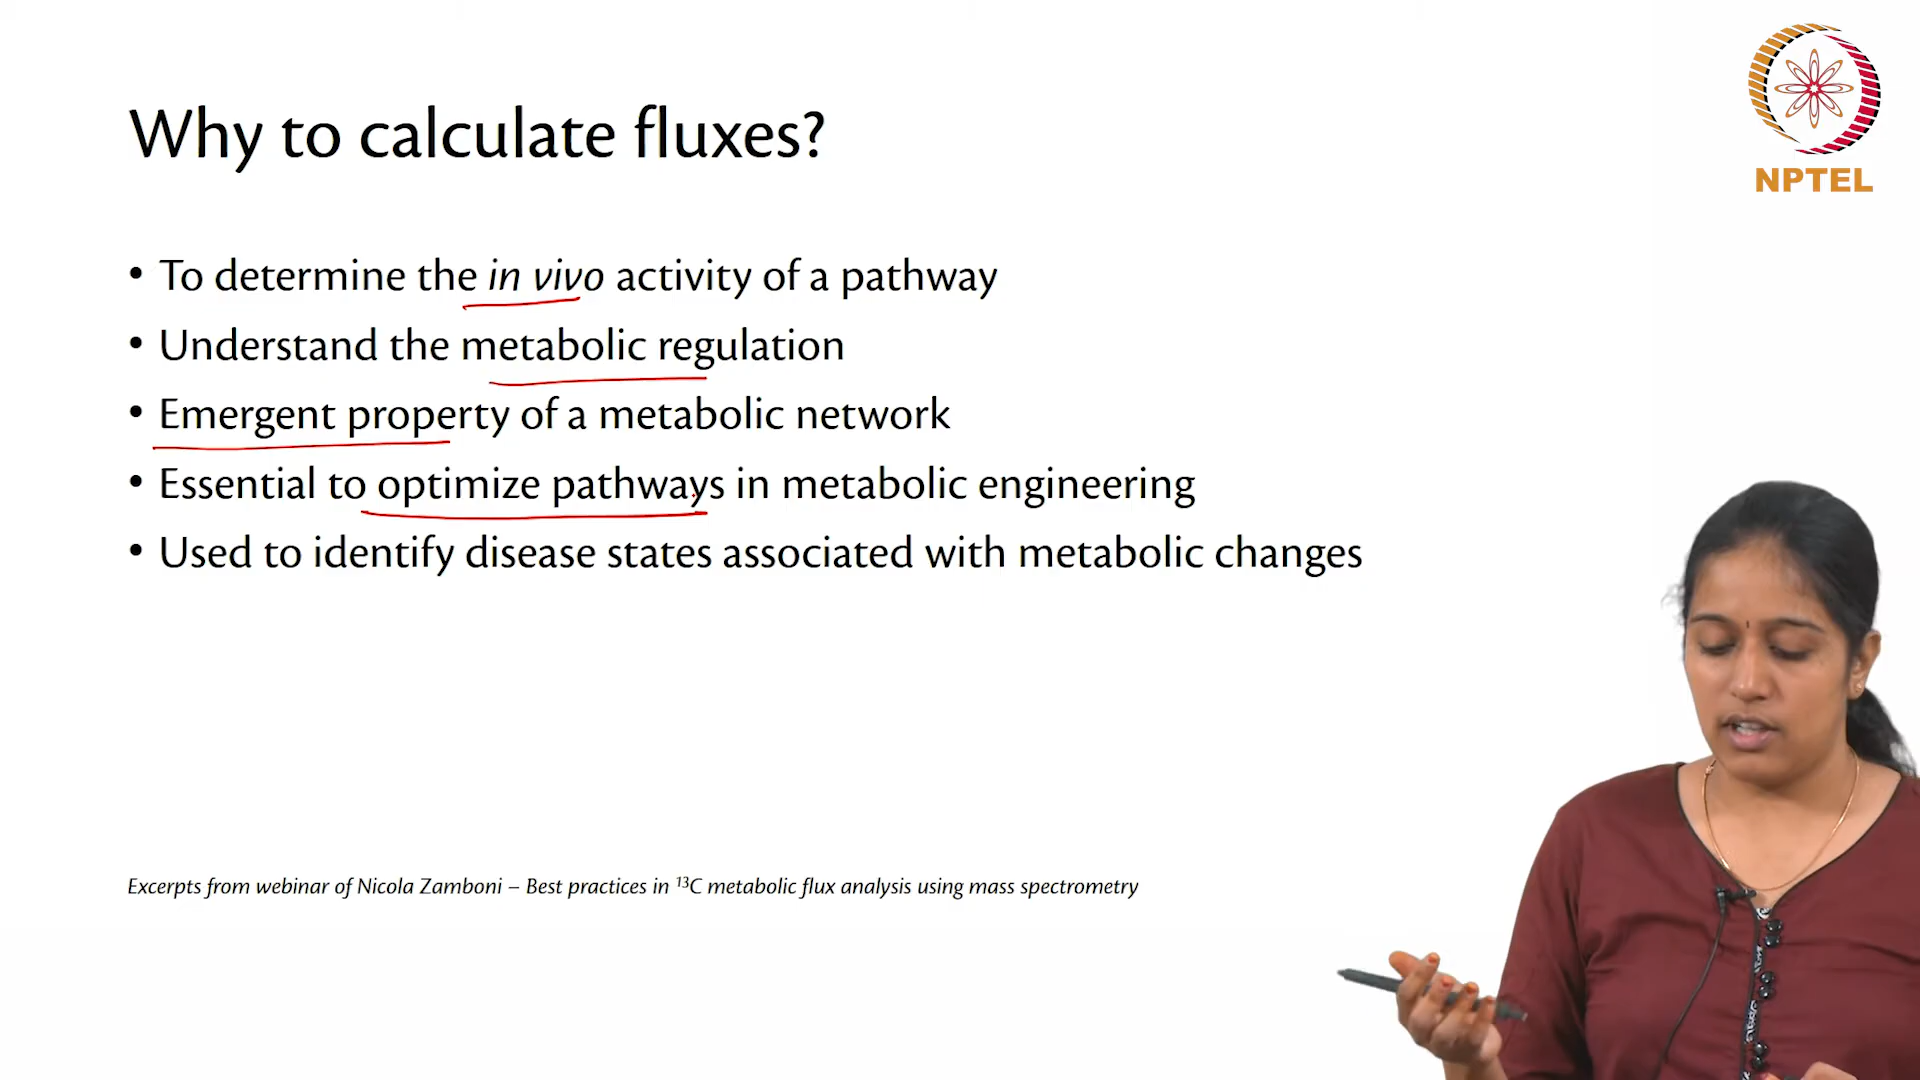 Why to calculate fluxes?
NPTEL
• To determine the in vivo activity of a pathway
• Understand the metabolic regulation
• Emergent property of a metabolic network
• Essential to optimize pathways in metabolic engineering
• Used to identify disease states associated with metabolic changes
Excerpts from webinar of Nicola Zamboni – Best practices in ¹³C metabolic flux analysis using mass spectrometry